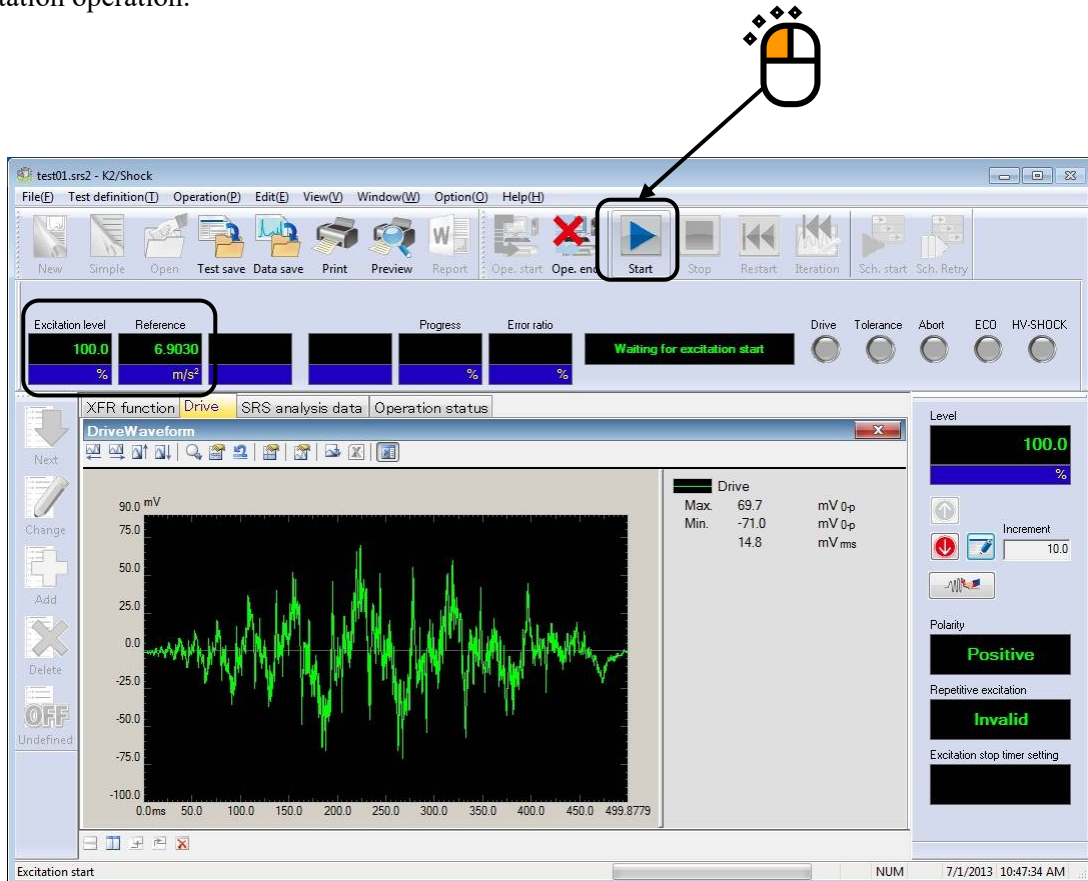 tation operation.
test01.srs2 - K2/Shock
File(F) Test definition(T) Operation(P) Edit(E) View(V) Window(W) Option(O) Help(H)
New Simple Open Test save Data save Print Preview Report Ope. start Ope. end Start Stop Restart Iteration Sch. start Sch. Retry
Excitation level Reference Progress Error ratio Drive Tolerance Abort ECO HV-SHOCK
100.0 6.9030 Waiting for excitation start
% m/s² % %
XFR function Drive SRS analysis data Operation status
DriveWaveform
Next
Change
Add
Delete
OFF
Undefined
90.0 mV
75.0
50.0
25.0
0.0
-25.0
-50.0
-75.0
-100.0
0.0ms 50.0 100.0 150.0 200.0 250.0 300.0 350.0 400.0 450.0 499.8779
Drive
Max. 69.7 mV 0-p
Min. -71.0 mV 0-p
14.8 mV rms
Level
100.0
%
Increment
10.0
Polarity
Positive
Repetitive excitation
Invalid
Excitation stop timer setting
Excitation start NUM 7/1/2013 10:47:34 AM